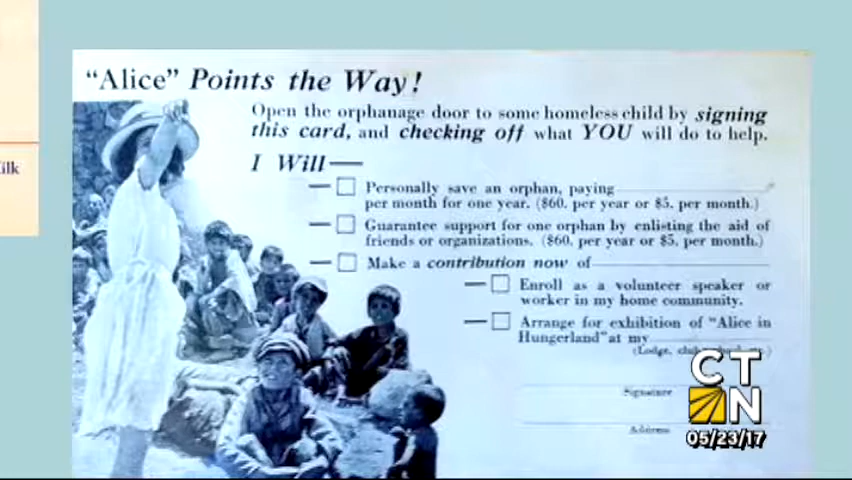 "Alice" Points the Way!
Open the orphanage door to some homeless child by signing
this card, and checking off what YOU will do to help.
I Will—
Personally save an orphan, paying
per month for one year. ($60. per year or $5. per month.)
Guarantee support for one orphan by enlisting the aid of
friends or organizations. ($60. per year or $5. per month.)
Make a contribution now of
Enroll as a volunteer speaker or
worker in my home community.
Arrange for exhibition of "Alice in
Hungerland" at my
(Lodge,
Signature
Address
CTN
05/23/17